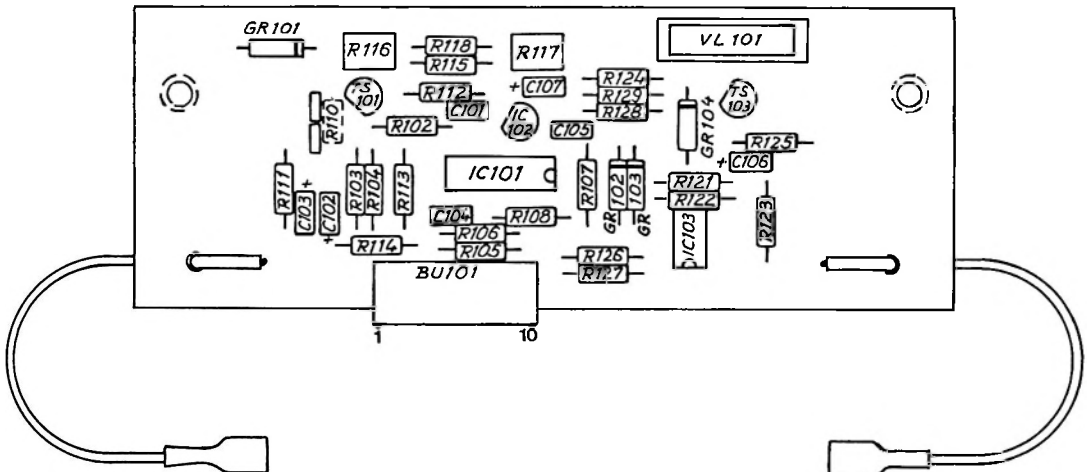 GR101
R116
R118
R115
R117
VL 101
TS 101
R110
R112
C101
+ C107
IC 102
R124
R129
R128
GR104
TS 103
R102
C105
R125
+ C106
R111
C103 +
C102 +
R103
R104
R113
IC101
R107
GR 102
GR 103
R121
R122
IC103
R123
C104
R108
R106
R105
R114
R126
R127
BU101
1
10